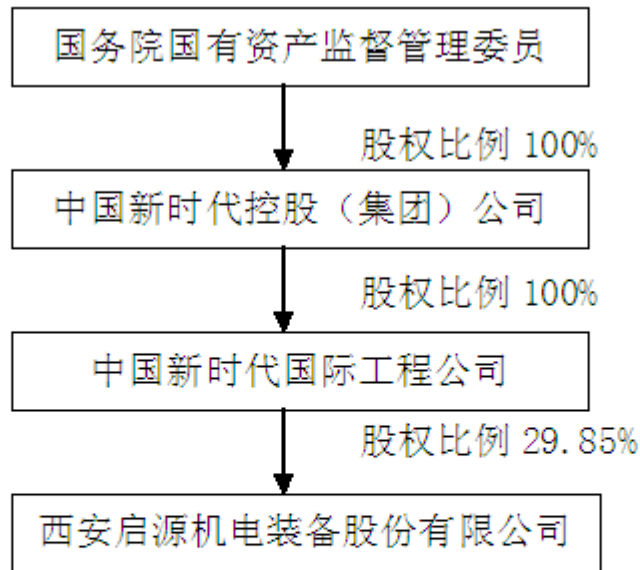 国务院国有资产监督管理委员
股权比例 100%
中国新时代控股（集团）公司
股权比例 100%
中国新时代国际工程公司
股权比例 29.85%
西安启源机电装备股份有限公司